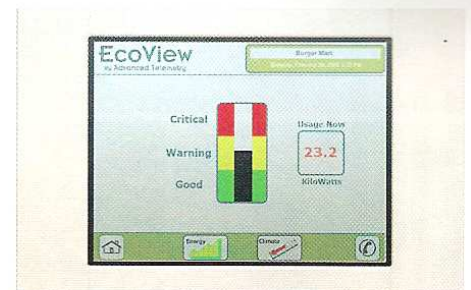 EcoView
by Advanced Telemetry
Burger Mart
Critical
Usage Now
Warning
23.2
Good
KiloWatts
Energy
Climate